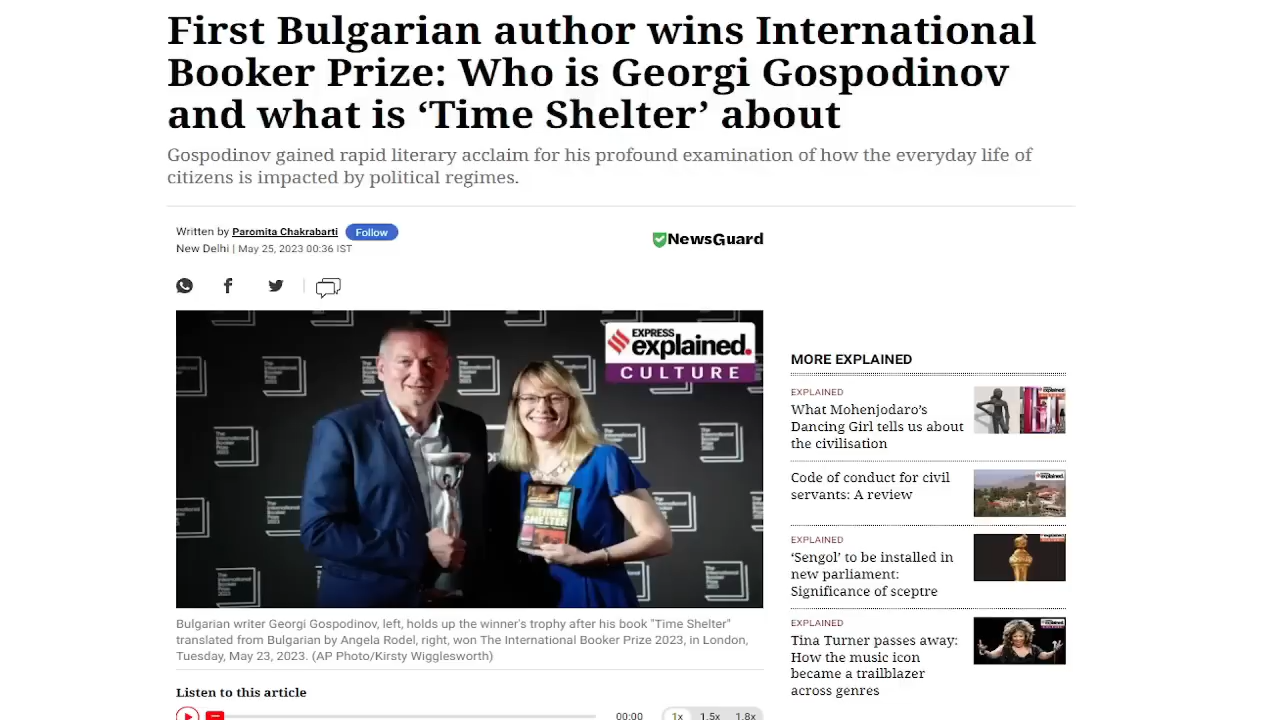 First Bulgarian author wins International
Booker Prize: Who is Georgi Gospodinov
and what is ‘Time Shelter’ about
Gospodinov gained rapid literary acclaim for his profound examination of how the everyday life of
citizens is impacted by political regimes.
Written by Paromita Chakrabarti Follow
New Delhi | May 25, 2023 00:36 IST
NewsGuard
EXPRESS
explained.
CULTURE
The
International
Booker
Prize
2023
TIME
SHELTER
Bulgarian writer Georgi Gospodinov, left, holds up the winner's trophy after his book "Time Shelter"
translated from Bulgarian by Angela Rodel, right, won The International Booker Prize 2023, in London,
Tuesday, May 23, 2023. (AP Photo/Kirsty Wigglesworth)
Listen to this article
00:00 1x 1.5x 1.8x
MORE EXPLAINED
EXPLAINED
What Mohenjodaro’s
Dancing Girl tells us about
the civilisation
Code of conduct for civil
servants: A review
EXPLAINED
‘Sengol’ to be installed in
new parliament:
Significance of sceptre
EXPLAINED
Tina Turner passes away:
How the music icon
became a trailblazer
across genres